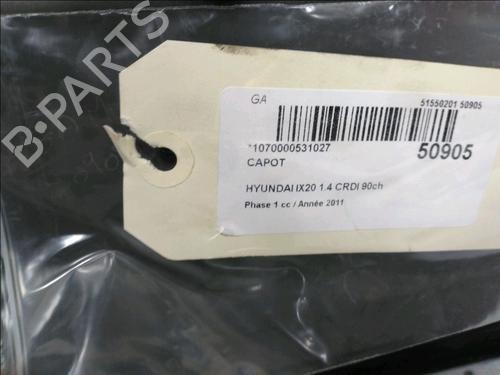 B-PARTS
GA
51550201 50905
*1070000531027
50905
CAPOT
HYUNDAI IX20 1.4 CRDI 90ch
Phase 1 cc / Année 2011